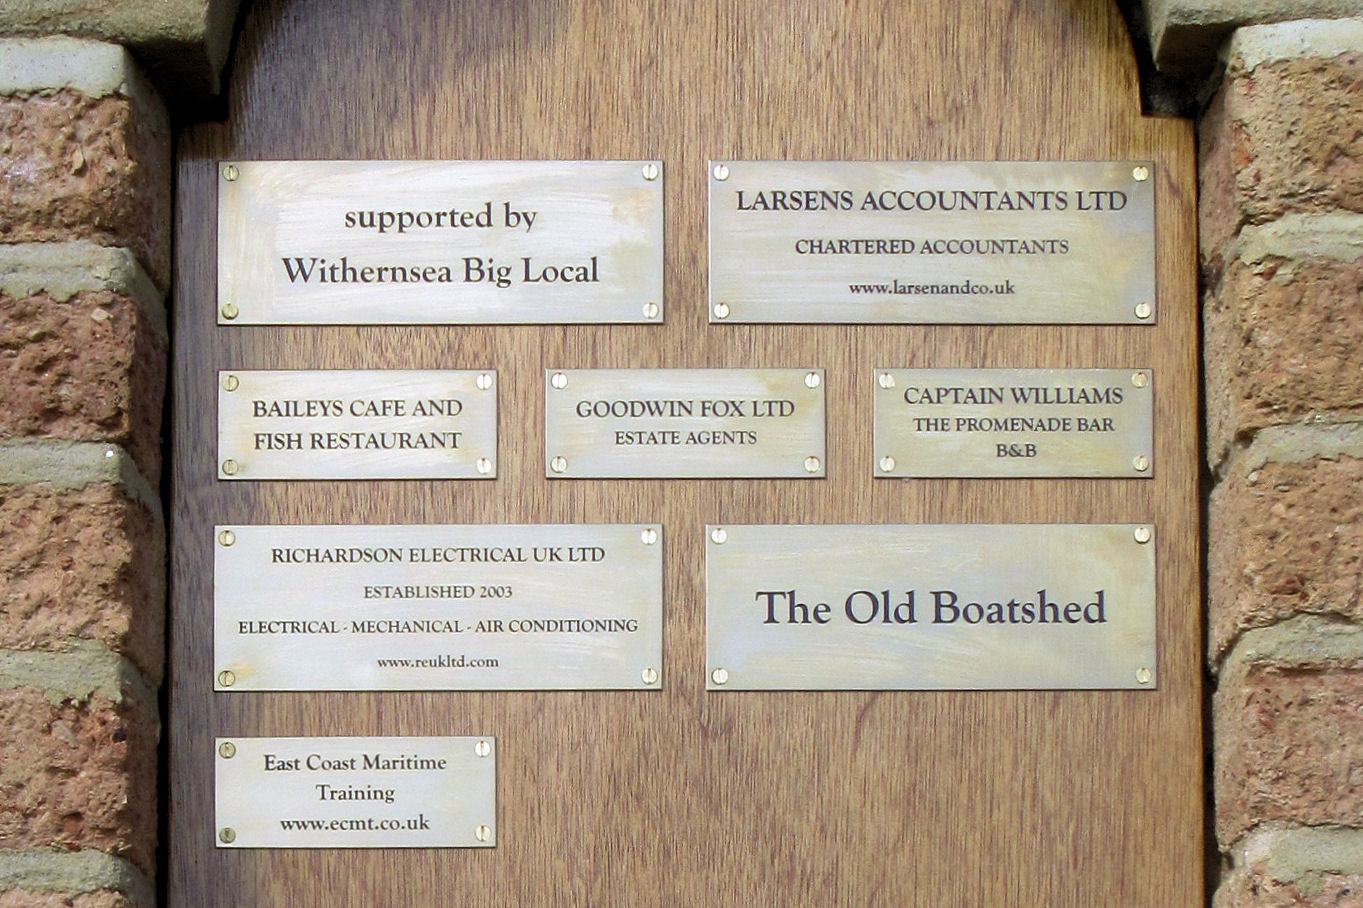 supported by
Withernsea Big Local
LARSENS ACCOUNTANTS LTD
CHARTERED ACCOUNTANTS
www.larsenandco.uk
BAILEYS CAFE AND
FISH RESTAURANT
GOODWIN FOX LTD
ESTATE AGENTS
CAPTAIN WILLIAMS
THE PROMENADE BAR
B&B
RICHARDSON ELECTRICAL UK LTD
ESTABLISHED 2003
ELECTRICAL - MECHANICAL - AIR CONDITIONING
www.reukltd.com
The Old Boatshed
East Coast Maritime
Training
www.ecmt.co.uk